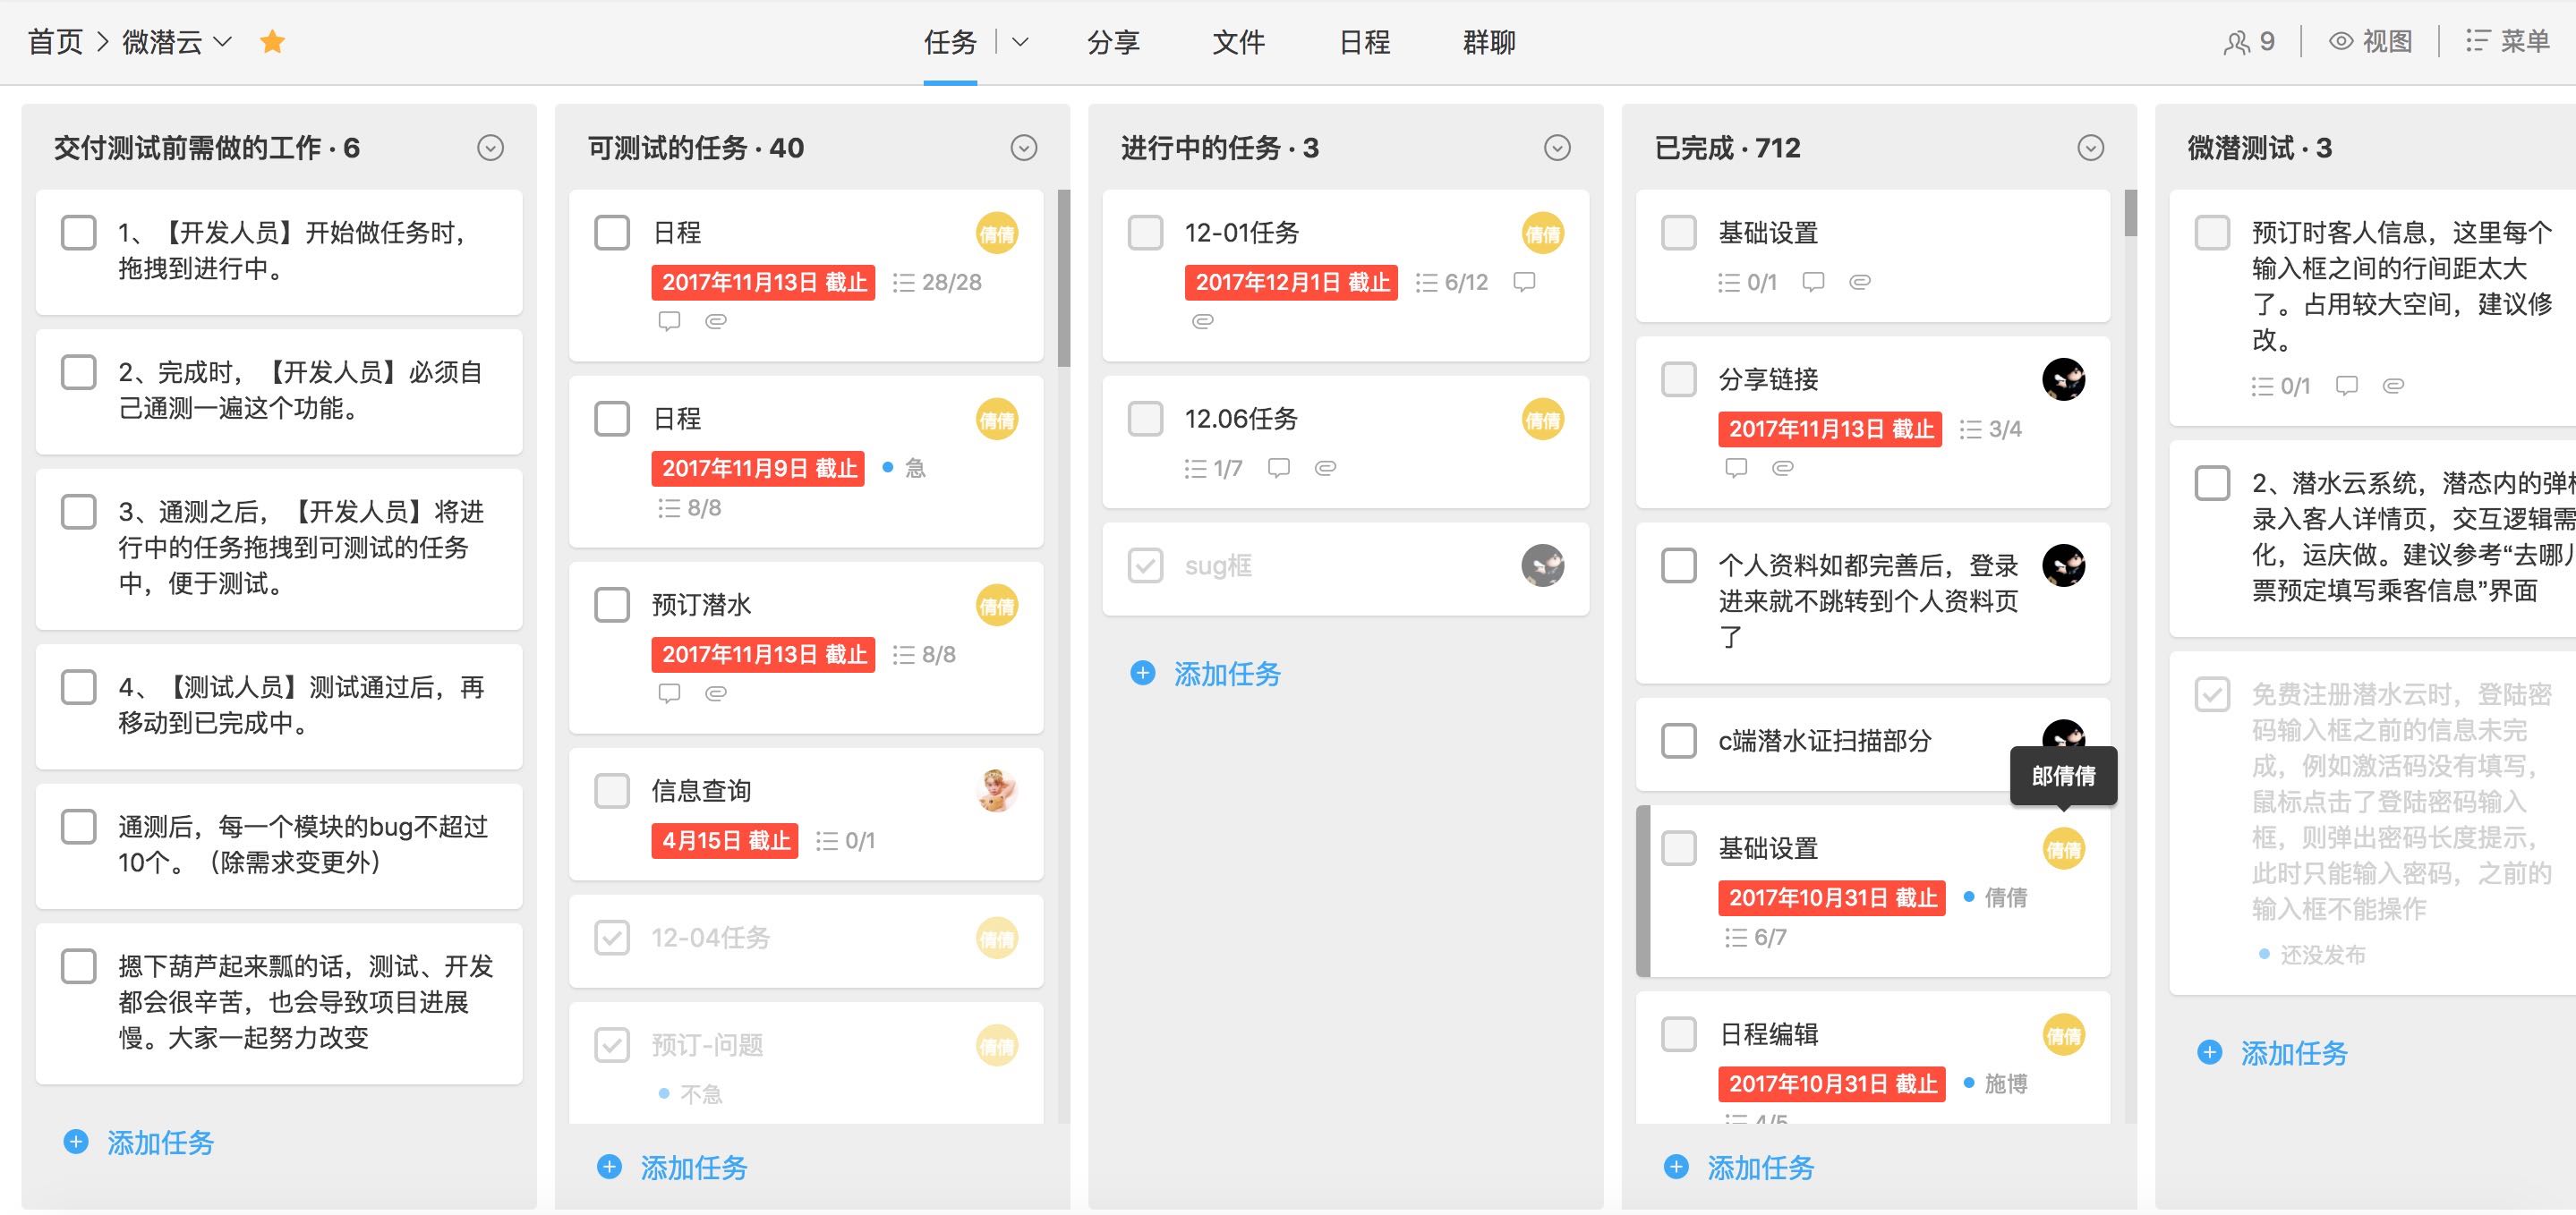 首页 > 微潜云
任务
分享
文件
日程
群聊
9
视图
菜单
交付测试前需做的工作 · 6
1、【开发人员】开始做任务时，
拖拽到进行中。
2、完成时，【开发人员】必须自
己通测一遍这个功能。
3、通测之后，【开发人员】将进
行中的任务拖拽到可测试的任务
中，便于测试。
4、【测试人员】测试通过后，再
移动到已完成中。
通测后，每一个模块的bug不超过
10个。（除需求变更外）
摁下葫芦起来瓢的话，测试、开发
都会很辛苦，也会导致项目进展
慢。大家一起努力改变
添加任务
可测试的任务 · 40
日程
倩倩
2017年11月13日 截止
28/28
日程
倩倩
2017年11月9日 截止
急
8/8
预订潜水
倩倩
2017年11月13日 截止
8/8
信息查询
4月15日 截止
0/1
12-04任务
倩倩
预订-问题
倩倩
不急
添加任务
进行中的任务 · 3
12-01任务
倩倩
2017年12月1日 截止
6/12
12.06任务
倩倩
1/7
sug框
添加任务
已完成 · 712
基础设置
0/1
分享链接
2017年11月13日 截止
3/4
个人资料如都完善后，登录
进来就不跳转到个人资料页
了
c端潜水证扫描部分
郎倩倩
基础设置
倩倩
2017年10月31日 截止
倩倩
6/7
日程编辑
倩倩
2017年10月31日 截止
施博
4/5
添加任务
微潜测试 · 3
预订时客人信息，这里每个
输入框之间的行间距太大
了。占用较大空间，建议修
改。
0/1
2、潜水云系统，潜态内的弹
录入客人详情页，交互逻辑需
化，运庆做。建议参考“去哪
票预定填写乘客信息”界面
免费注册潜水云时，登陆密
码输入框之前的信息未完
成，例如激活码没有填写，
鼠标点击了登陆密码输入
框，则弹出密码长度提示，
此时只能输入密码，之前的
输入框不能操作
还没发布
添加任务